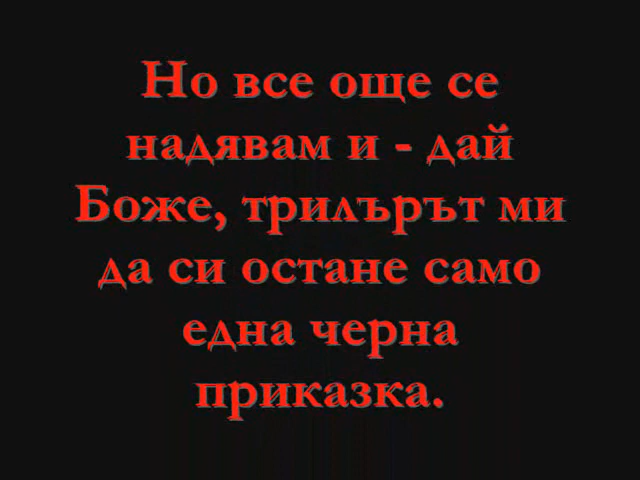 Но все още се
надявам и - дай
Боже, трилърът ми
да си остане само
една черна
приказка.